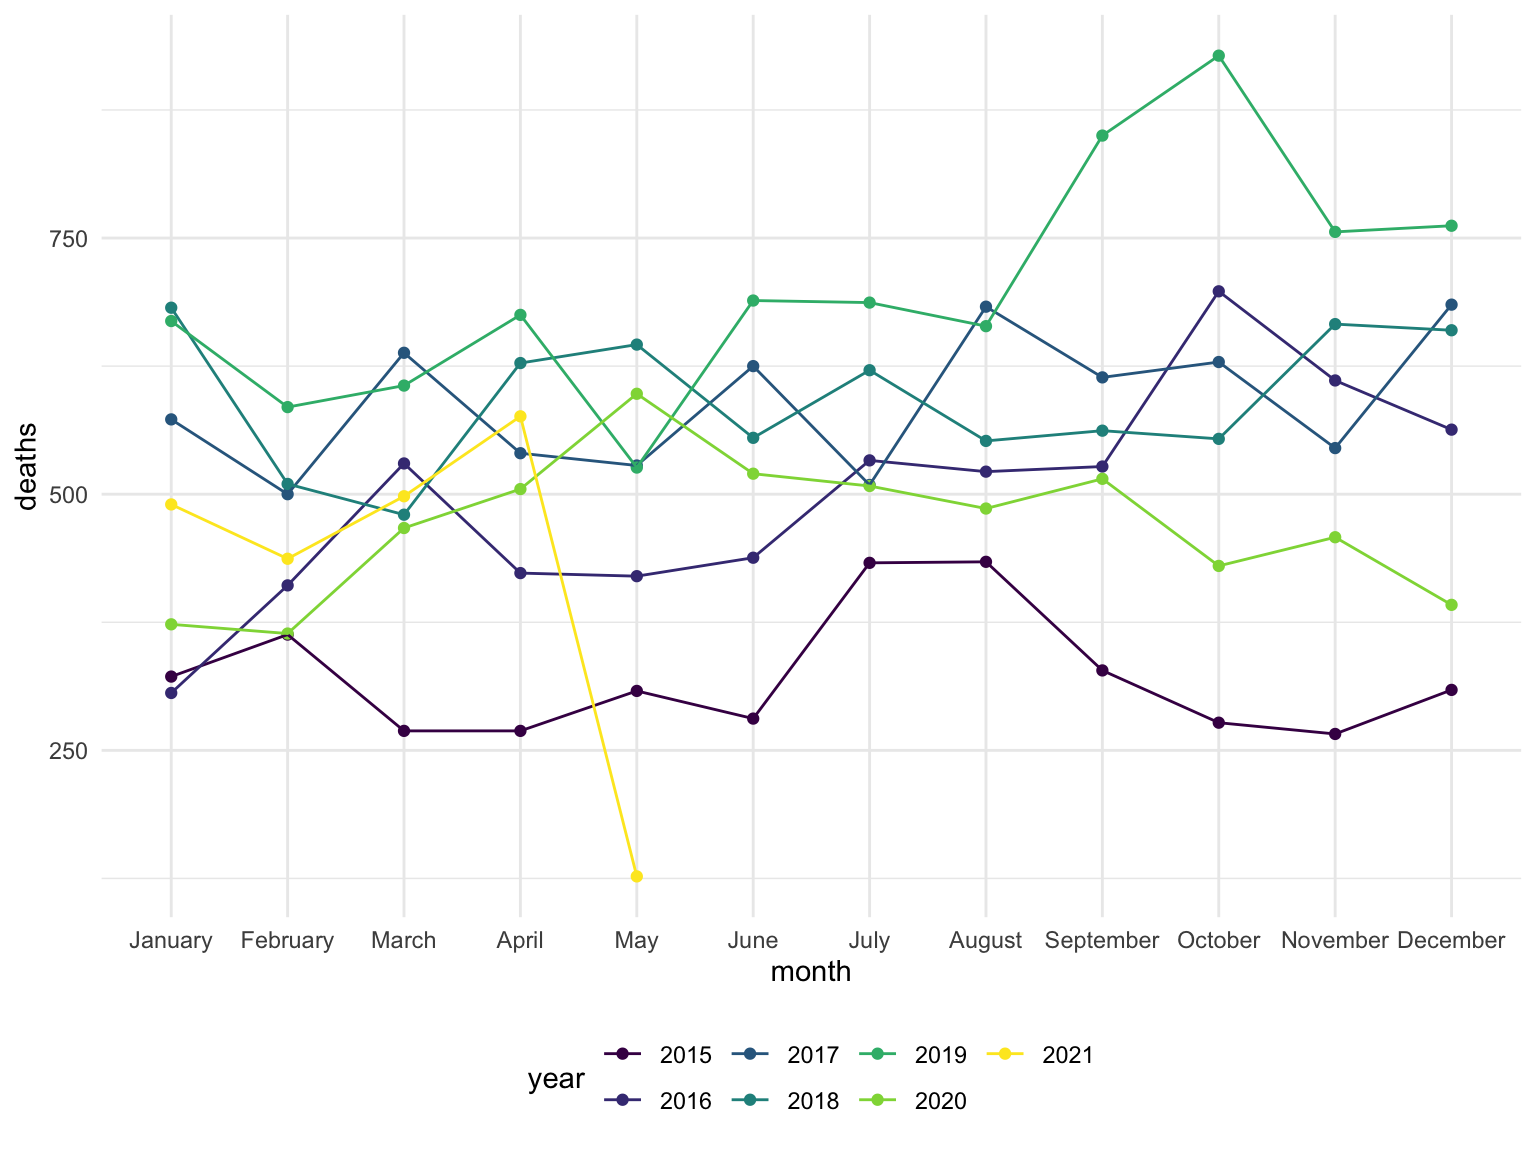 deaths
750
500
250
January February March April May June July August September October November December
month
year
2015 2017 2019 2021
2016 2018 2020